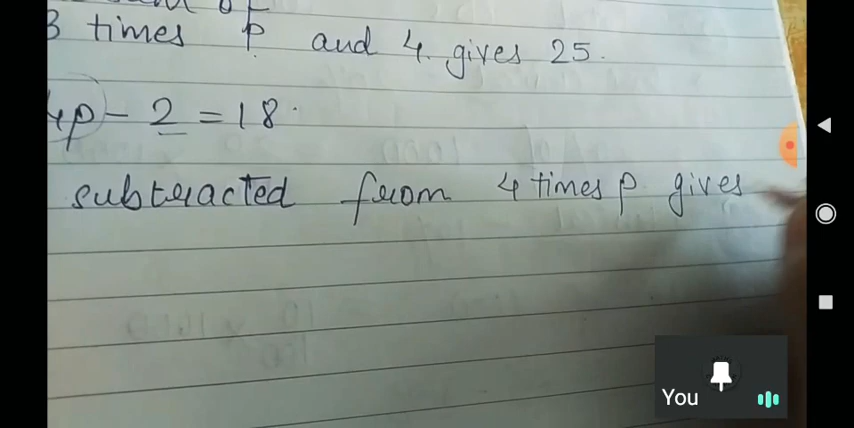 3 times p and 4 gives 25.
4p - 2 = 18.
subtracted from 4 times p gives
You